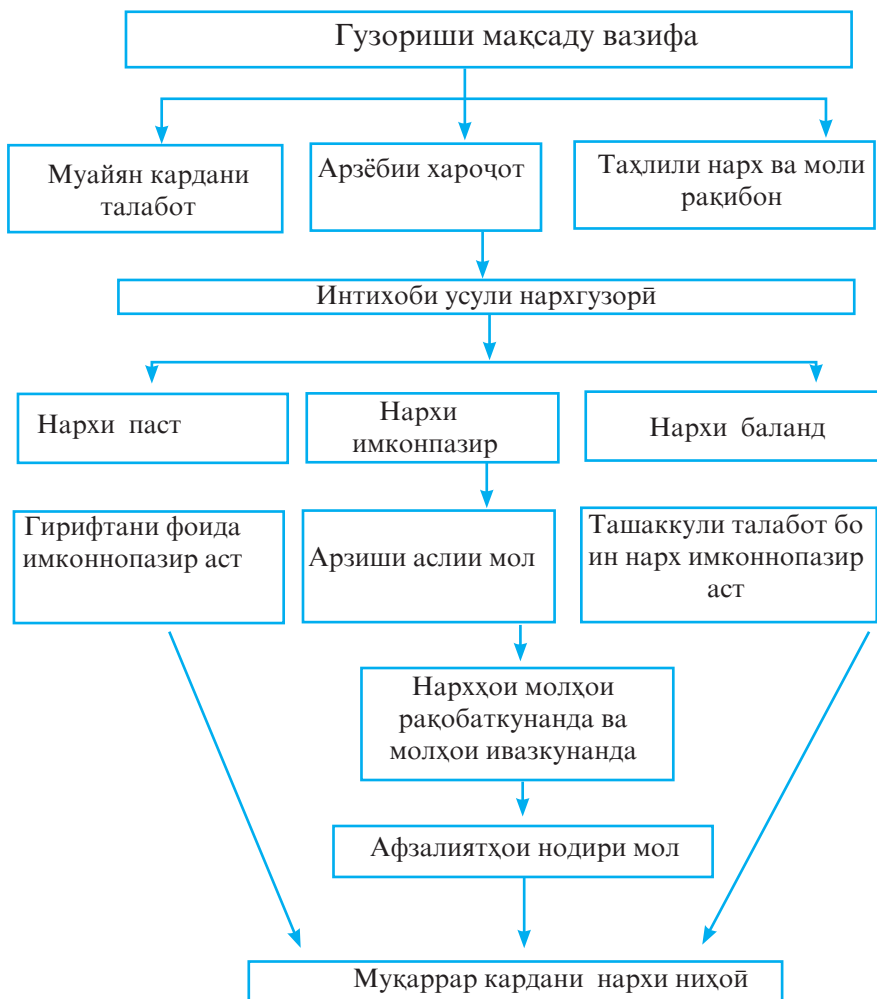 Гузориши мақсаду вазифа
Муайян кардани
талабот
Арзёбии хароҷот
Таҳлили нарх ва моли
рақибон
Интихоби усули нархгузорӣ
Нархи паст
Нархи
имконпазир
Нархи баланд
Гирифтани фоида
имконнопазир аст
Арзиши аслии мол
Ташаккули талабот бо
ин нарх имконнопазир
аст
Нархҳои молҳои
рақобаткунанда ва
молҳои ивазкунанда
Афзалиятҳои нодири мол
Муқаррар кардани нархи ниҳоӣ